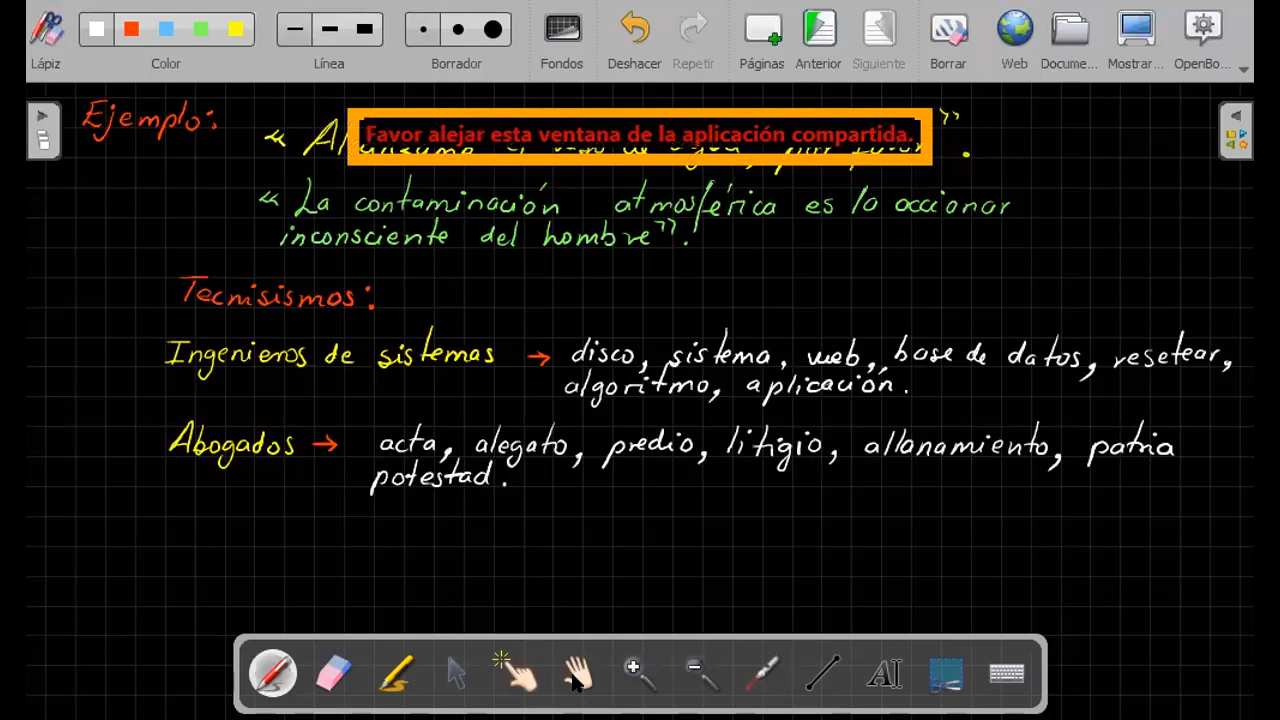 Lápiz Color Línea Borrador Fondos Deshacer Repetir Páginas Anterior Siguiente Borrar Web Docume... Mostrar... OpenBo...
Ejemplo:
Favor alejar esta ventana de la aplicación compartida.
« La contaminación atmosférica es la accionar
inconsciente del hombre”.
Tecnisismos:
Ingenieros de sistemas → disco, sistema, web, base de datos, resetear,
algoritmo, aplicación.
Abogados → acta, alegato, predio, litigio, allanamiento, patria
potestad.